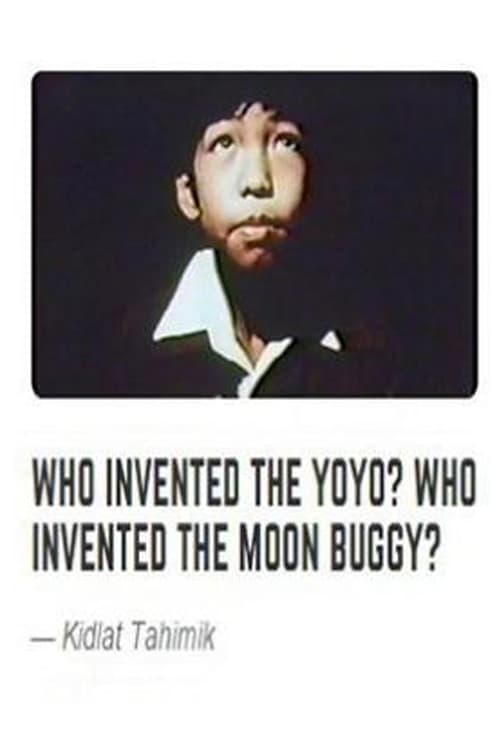 WHO INVENTED THE YOYO? WHO
INVENTED THE MOON BUGGY?
— Kidlat Tahimik